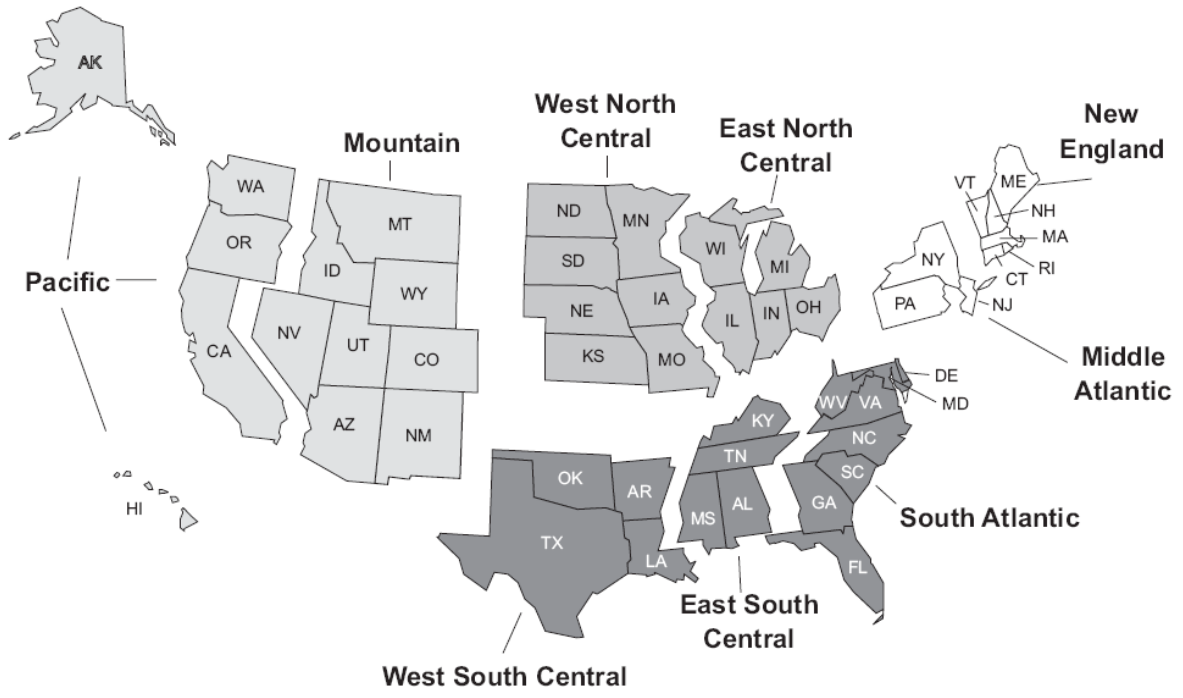 AK
West North
Central
East North
Central
New
England
Mountain
WA
MT
OR
ID
WY
Pacific
NV
UT
CO
CA
AZ
NM
HI
ND
MN
SD
NE
IA
KS
MO
WI
MI
IL
IN
OH
VT
ME
NH
MA
RI
CT
NY
PA
NJ
Middle
Atlantic
DE
MD
WV
VA
KY
NC
TN
SC
OK
AR
MS
AL
GA
South Atlantic
TX
LA
FL
East South
Central
West South Central